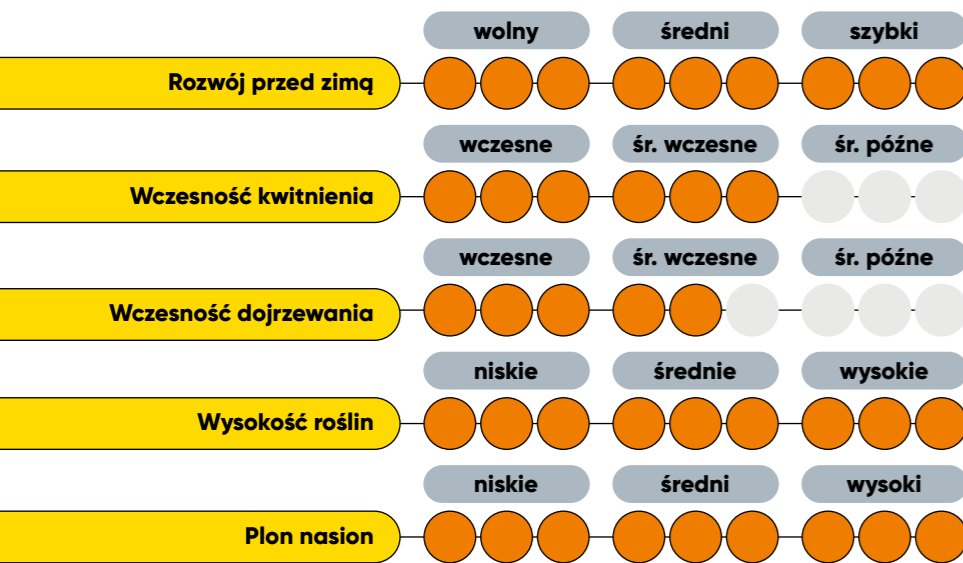 wolny średni szybki
Rozwój przed zimą
wczesne śr. wczesne śr. późne
Wczesność kwitnienia
wczesne śr. wczesne śr. późne
Wczesność dojrzewania
niskie średnie wysokie
Wysokość roślin
niskie średni wysoki
Plon nasion